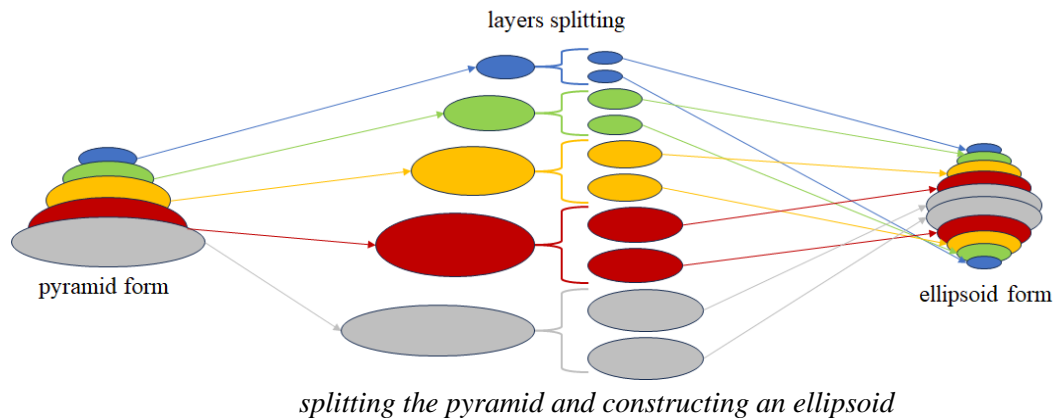 layers splitting
pyramid form
ellipsoid form
splitting the pyramid and constructing an ellipsoid